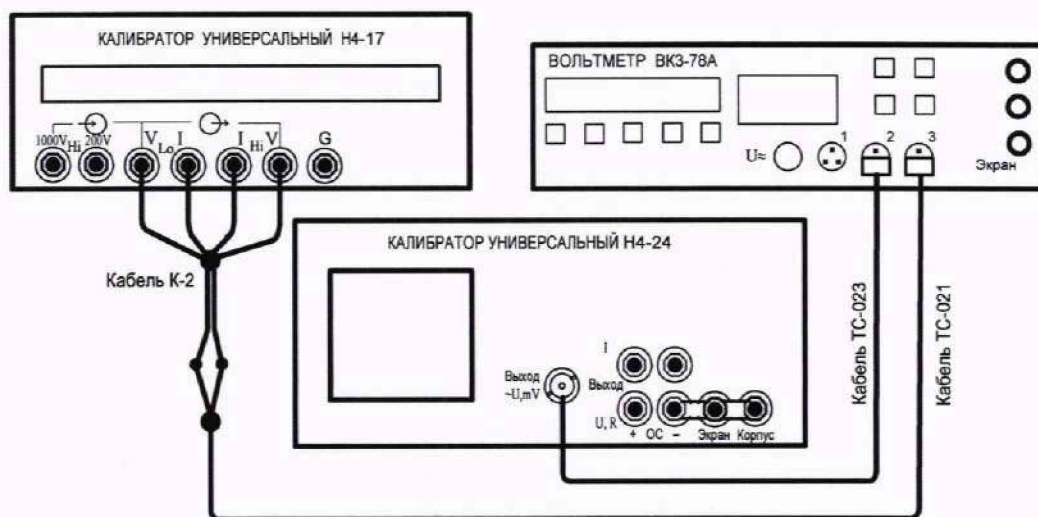 КАЛИБРАТОР УНИВЕРСАЛЬНЫЙ Н4-17
1000V Hi 200V V Lo I I Hi V G
Кабель К-2
ВОЛЬТМЕТР ВК3-78А
U≈ 1 2 3
Экран
КАЛИБРАТОР УНИВЕРСАЛЬНЫЙ Н4-24
I
Выход
~U,mV
Выход
U, R
+ ОС − Экран Корпус
Кабель ТС-023
Кабель ТС-021